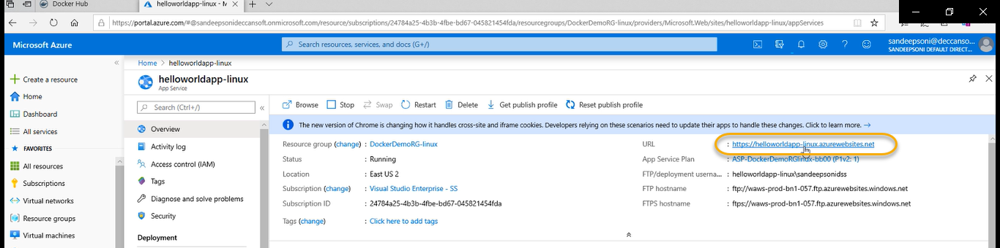 Docker Hub
helloworldapp-linux - M
https://portal.azure.com/#@sandeepsonideccansoft.onmicrosoft.com/resource/subscriptions/24784a25-4b3b-4fbe-bd67-045821454fda/resourcegroups/DockerDemoRG-linux/providers/Microsoft.Web/sites/helloworldapp-linux/appServices
Microsoft Azure
Search resources, services, and docs (G+/)
sandeepsoni@deccanso...
SANDEEPSONI DEFAULT DIRECT...
Create a resource
Home
Dashboard
All services
FAVORITES
All resources
Subscriptions
Virtual networks
Resource groups
Virtual machines
Home > helloworldapp-linux
helloworldapp-linux
App Service
Search (Ctrl+/)
Overview
Activity log
Access control (IAM)
Tags
Diagnose and solve problems
Security
Deployment
Browse Stop Swap Restart Delete Get publish profile Reset publish profile
The new version of Chrome is changing how it handles cross-site and iframe cookies. Developers relying on these scenarios need to update their apps to handle these changes. Click to learn more. →
Resource group (change) : DockerDemoRG-linux
Status : Running
Location : East US 2
Subscription (change) : Visual Studio Enterprise - SS
Subscription ID : 24784a25-4b3b-4fbe-bd67-045821454fda
Tags (change) : Click here to add tags
URL : https://helloworldapp-linux.azurewebsites.net
App Service Plan : ASP-DockerDemoRGlinux-bb00 (P1v2: 1)
FTP/deployment userna... : helloworldapp-linux\sandeepsonidss
FTP hostname : ftp://waws-prod-bn1-057.ftp.azurewebsites.windows.net
FTPS hostname : ftps://waws-prod-bn1-057.ftp.azurewebsites.windows.net